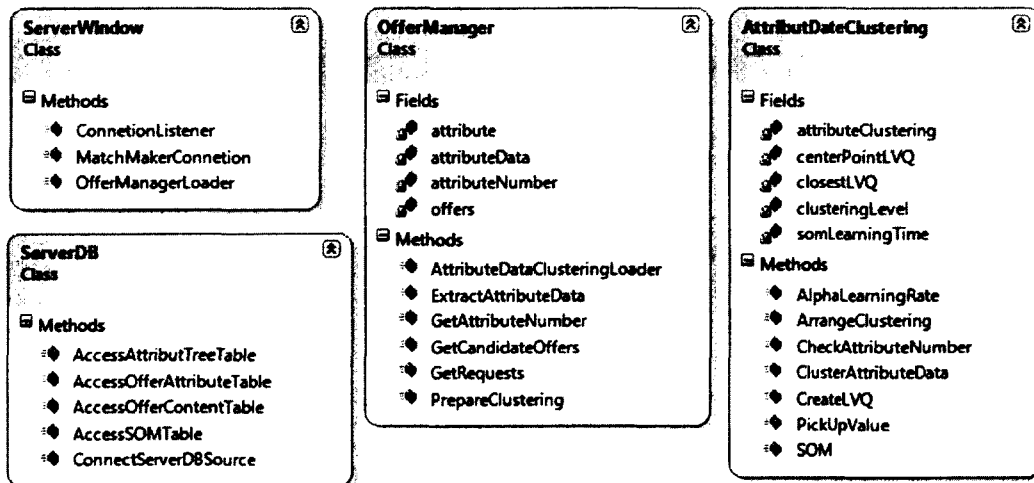 ServerWindow
Class
Methods
ConnetionListener
MatchMakerConnetion
OfferManagerLoader
ServerDB
Class
Methods
AccessAttributTreeTable
AccessOfferAttributeTable
AccessOfferContentTable
AccessSOMTable
ConnectServerDBSource
OfferManager
Class
Fields
attribute
attributeData
attributeNumber
offers
Methods
AttributeDataClusteringLoader
ExtractAttributeData
GetAttributeNumber
GetCandidateOffers
GetRequests
PrepareClustering
AttributDateClustering
Class
Fields
attributeClustering
centerPointLVQ
closestLVQ
clusteringLevel
somLearningTime
Methods
AlphaLearningRate
ArrangeClustering
CheckAttributeNumber
ClusterAttributeData
CreateLVQ
PickUpValue
SOM